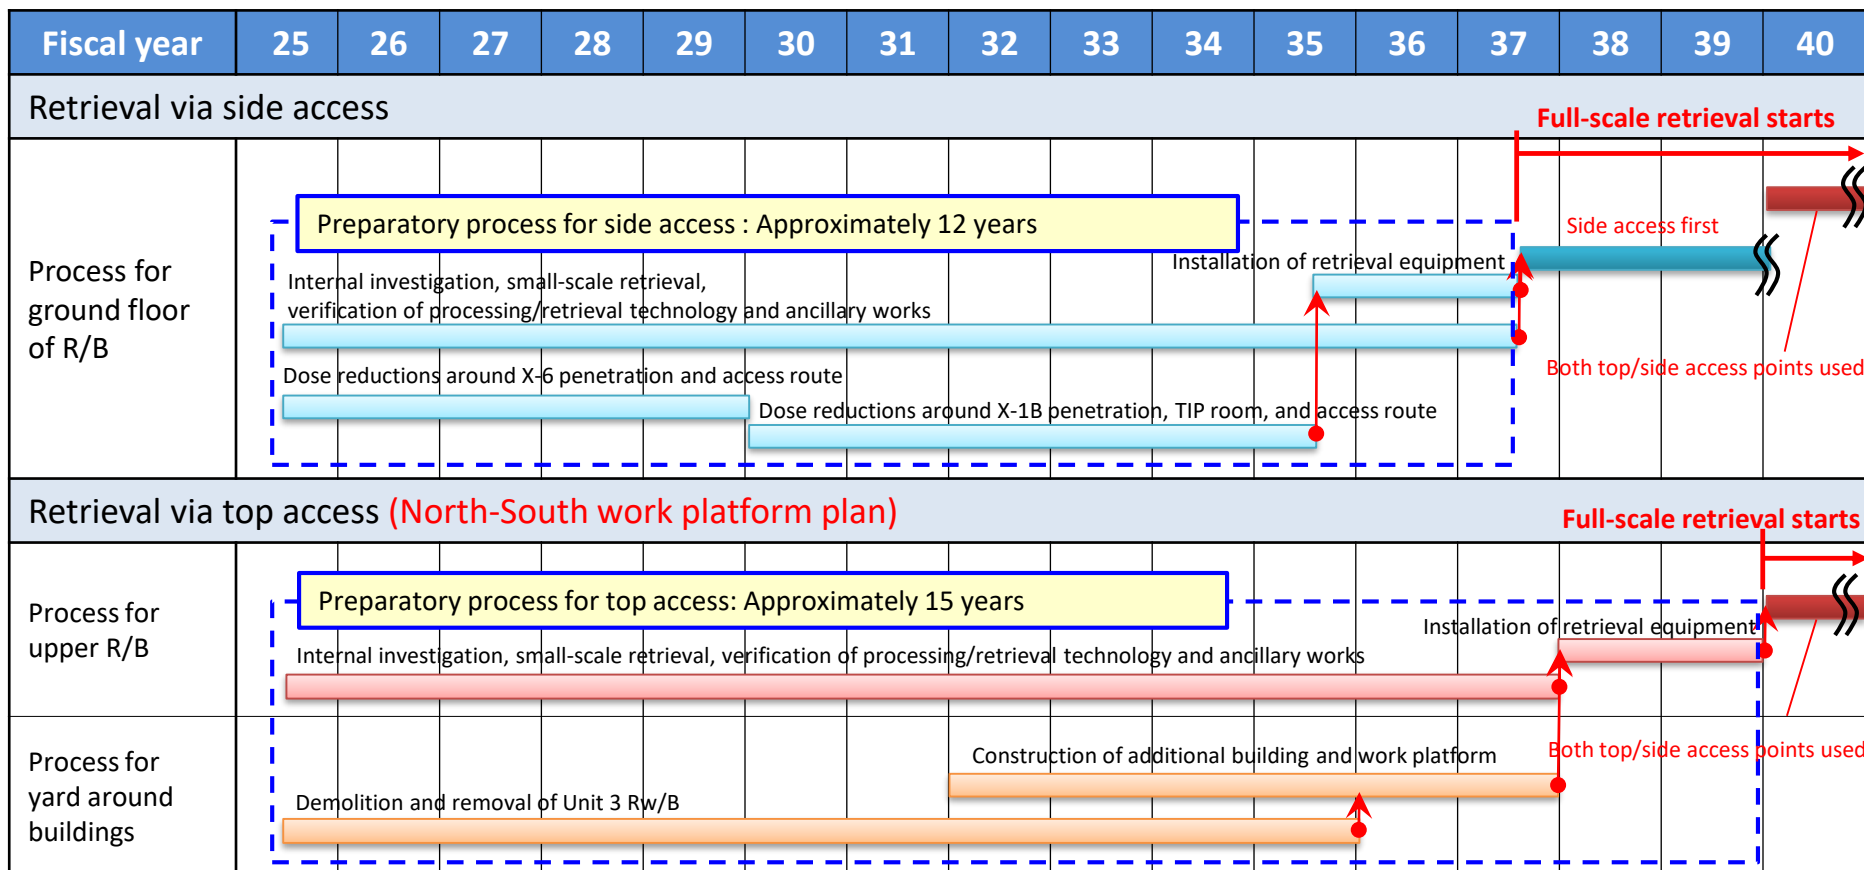 Fiscal year 25 26 27 28 29 30 31 32 33 34 35 36 37 38 39 40
Retrieval via side access
Full-scale retrieval starts
Process for
ground floor
of R/B
Preparatory process for side access : Approximately 12 years
Side access first
Installation of retrieval equipment
Internal investigation, small-scale retrieval,
verification of processing/retrieval technology and ancillary works
Both top/side access points used
Dose reductions around X-6 penetration and access route
Dose reductions around X-1B penetration, TIP room, and access route
Retrieval via top access (North-South work platform plan)
Full-scale retrieval starts
Process for
upper R/B
Preparatory process for top access: Approximately 15 years
Installation of retrieval equipment
Internal investigation, small-scale retrieval, verification of processing/retrieval technology and ancillary works
Process for
yard around
buildings
Both top/side access points used
Construction of additional building and work platform
Demolition and removal of Unit 3 Rw/B